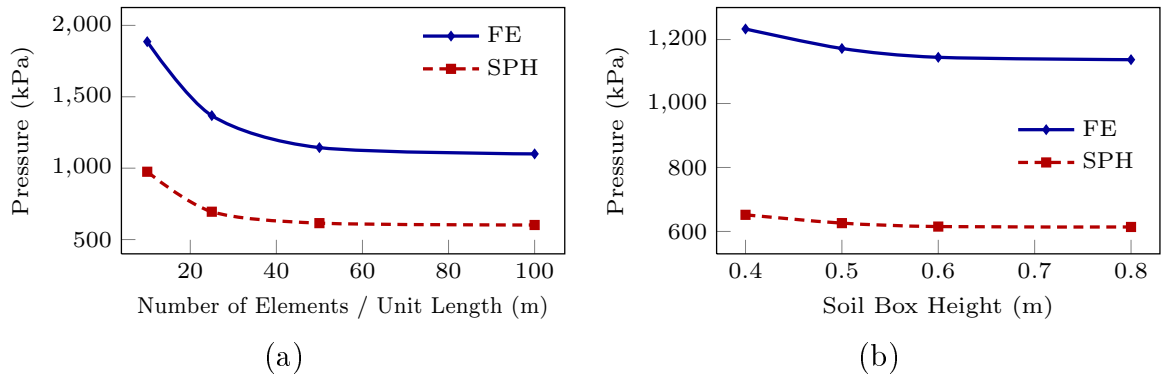 2,000
1,500
1,000
500
Pressure (kPa)
FE
SPH
20 40 60 80 100
Number of Elements / Unit Length (m)
(a)
1,200
1,000
800
600
Pressure (kPa)
FE
SPH
0.4 0.5 0.6 0.7 0.8
Soil Box Height (m)
(b)